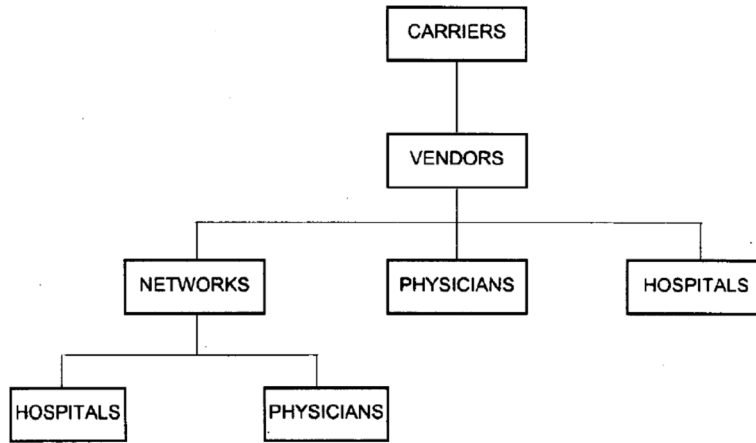 CARRIERS
VENDORS
NETWORKS
PHYSICIANS
HOSPITALS
HOSPITALS
PHYSICIANS